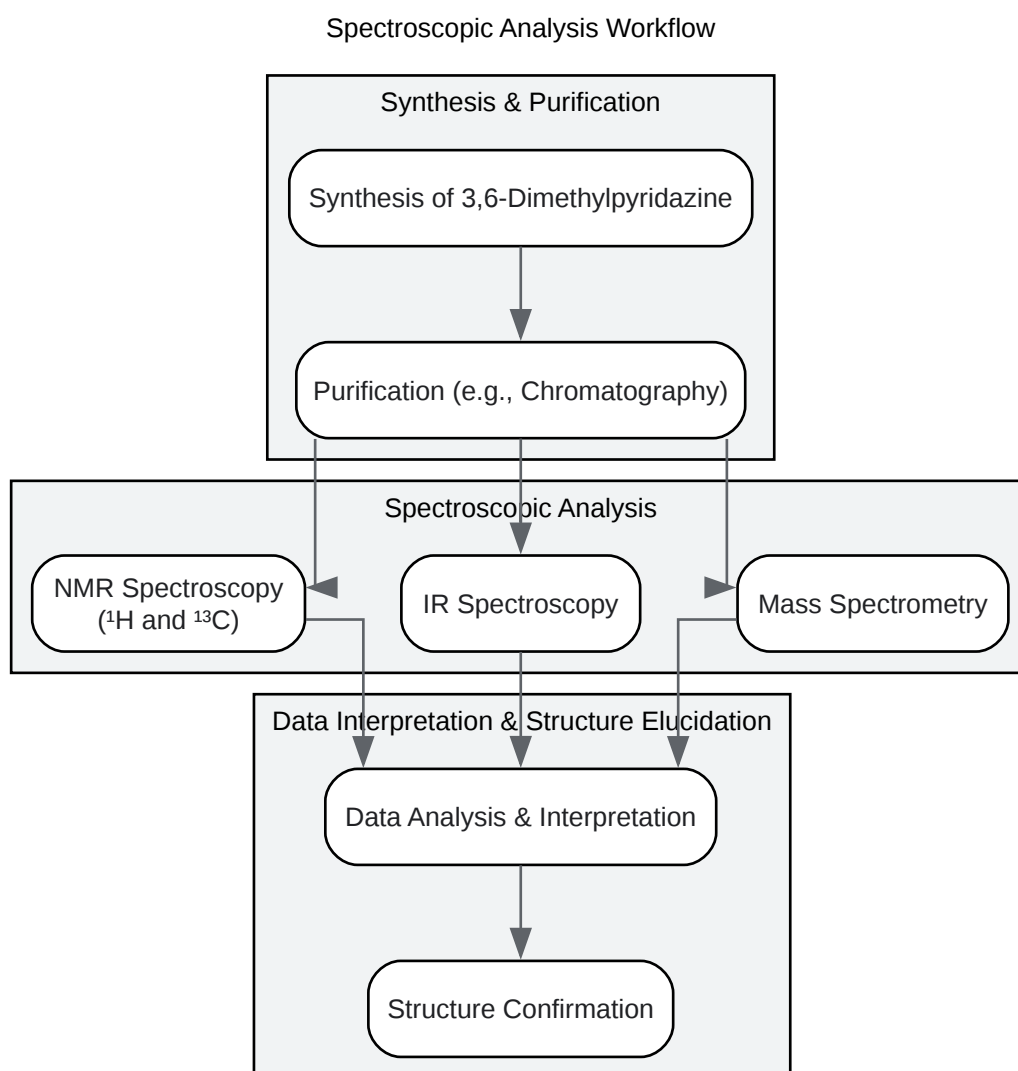 Spectroscopic Analysis Workflow
Synthesis & Purification
Synthesis of 3,6-Dimethylpyridazine
Purification (e.g., Chromatography)
Spectroscopic Analysis
NMR Spectroscopy
(¹H and ¹³C)
IR Spectroscopy
Mass Spectrometry
Data Interpretation & Structure Elucidation
Data Analysis & Interpretation
Structure Confirmation